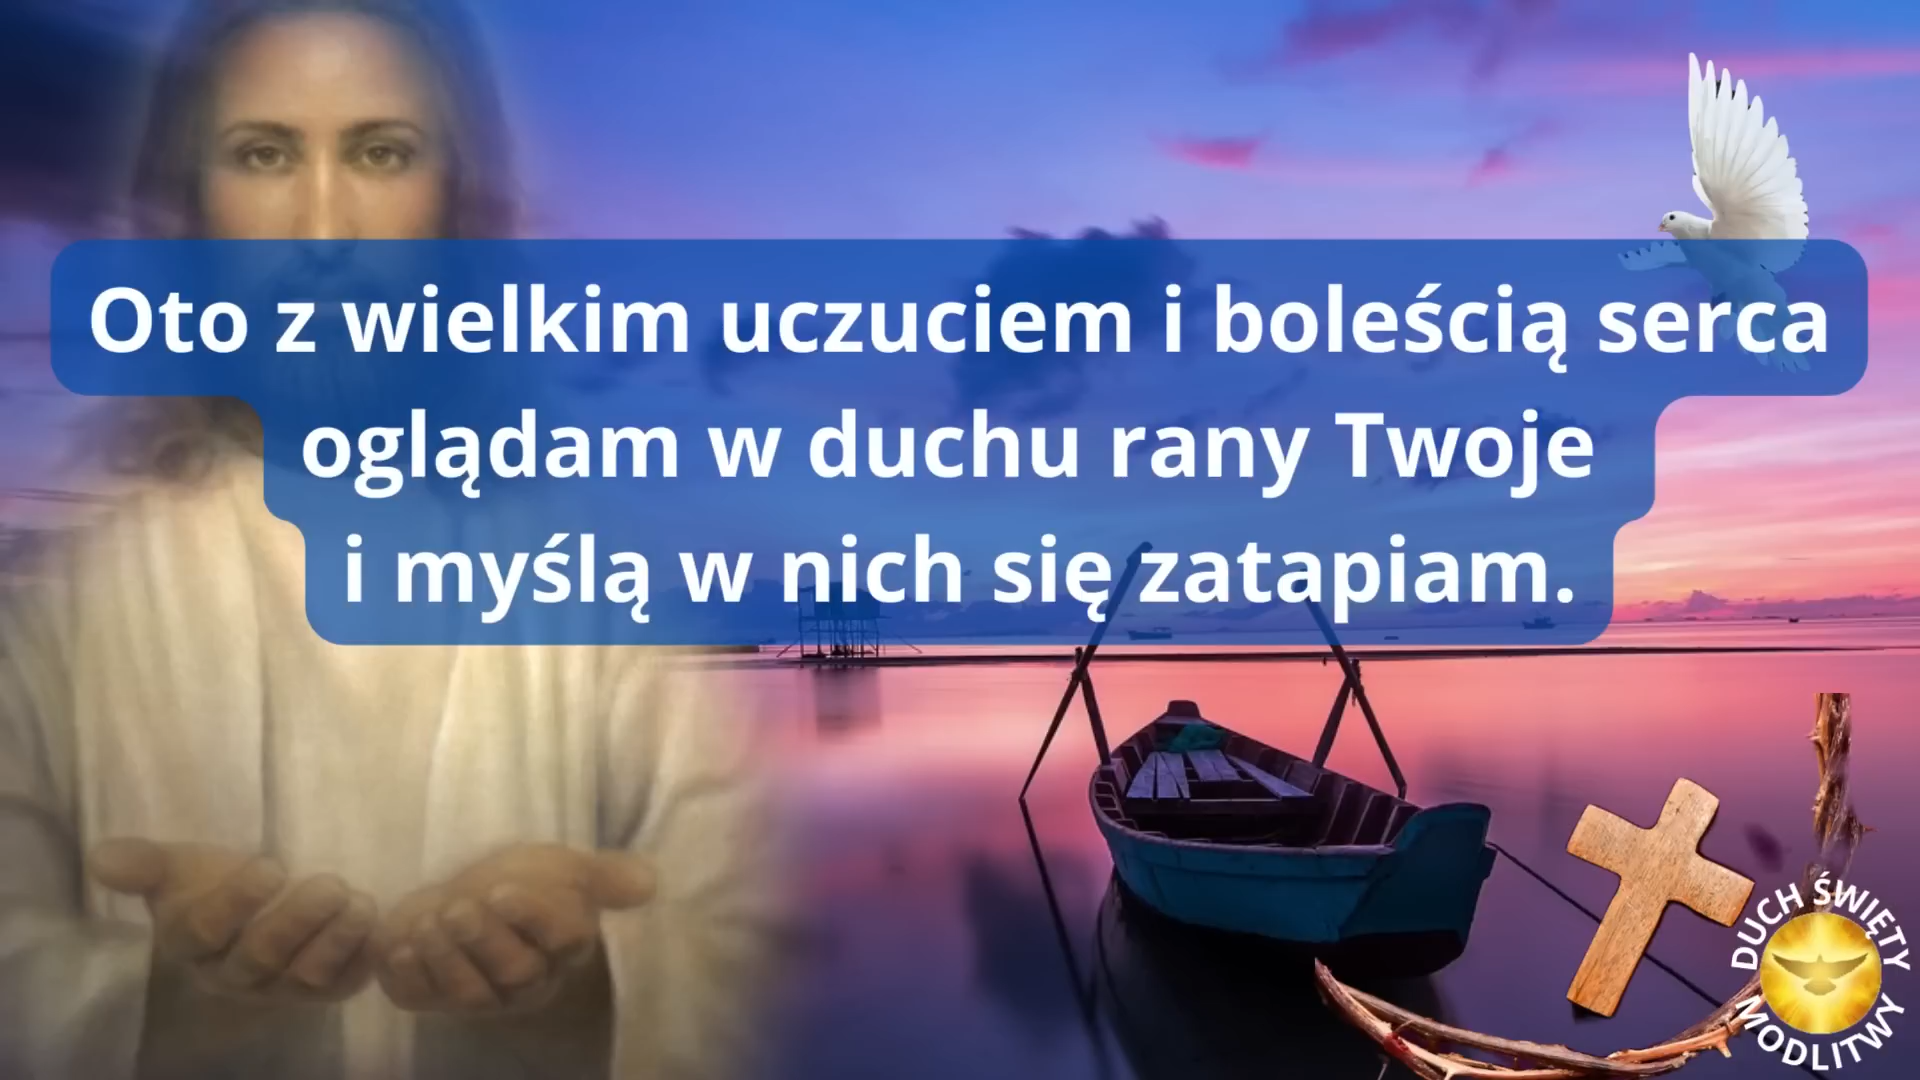 Oto z wielkim uczuciem i boleścią serca
oglądam w duchu rany Twoje
i myślą w nich się zatapiam.
DUCH ŚWIĘTY
MODLITWY